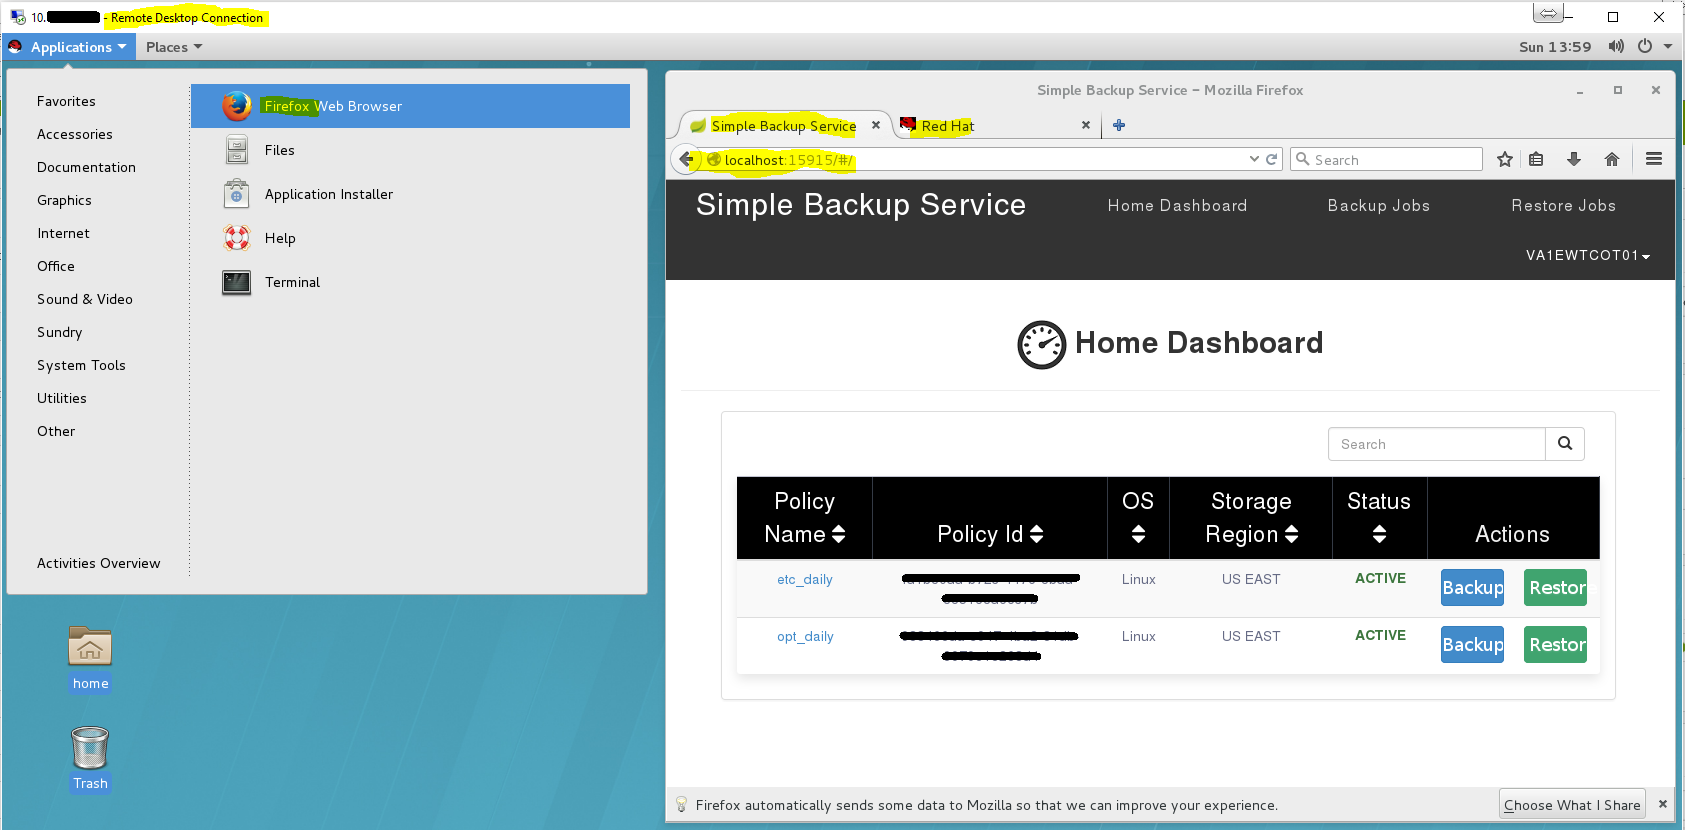 10. - Remote Desktop Connection
Applications Places Sun 13:59
Favorites
Accessories
Documentation
Graphics
Internet
Office
Sound & Video
Sundry
System Tools
Utilities
Other
Activities Overview
Firefox Web Browser
Files
Application Installer
Help
Terminal
home
Trash
Simple Backup Service - Mozilla Firefox
Simple Backup Service Red Hat
localhost:15915/#/ Search
Simple Backup Service Home Dashboard Backup Jobs Restore Jobs
VA1EWTCOT01
Home Dashboard
Search
Policy Name Policy Id OS Storage Region Status Actions
etc_daily Linux US EAST ACTIVE Backup Restor
opt_daily Linux US EAST ACTIVE Backup Restor
Firefox automatically sends some data to Mozilla so that we can improve your experience. Choose What I Share